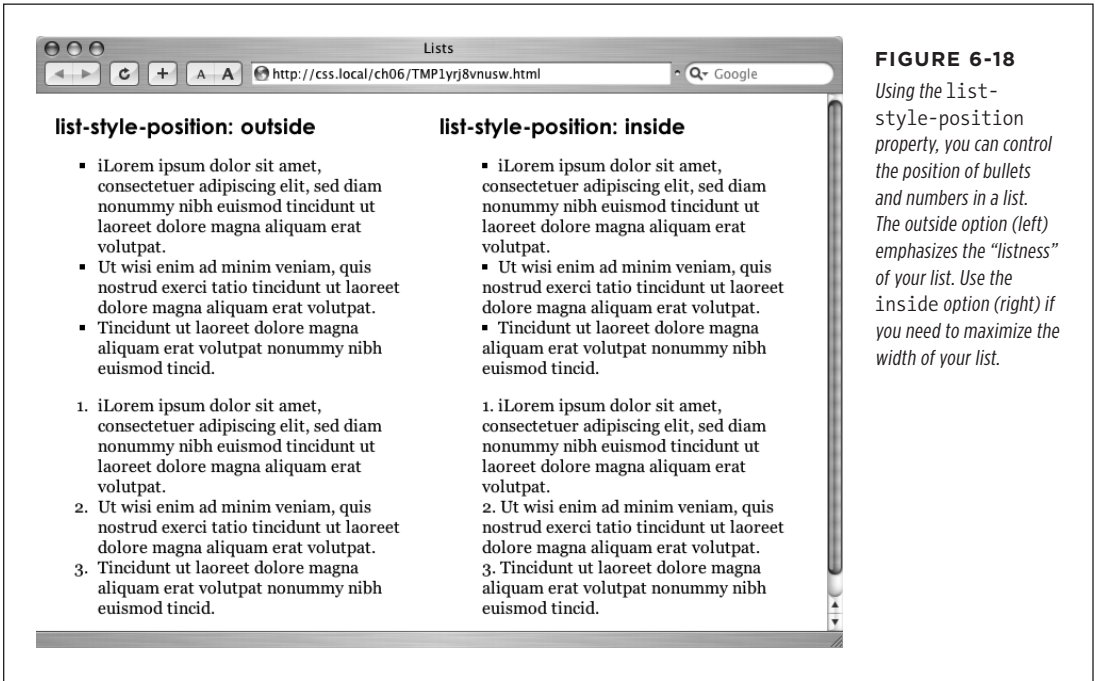 Lists
A A http://css.local/ch06/TMP1yrj8vnusw.html Google
list-style-position: outside
▪ iLorem ipsum dolor sit amet,
consectetuer adipiscing elit, sed diam
nonummy nibh euismod tincidunt ut
laoreet dolore magna aliquam erat
volutpat.
▪ Ut wisi enim ad minim veniam, quis
nostrud exerci tatio tincidunt ut laoreet
dolore magna aliquam erat volutpat.
▪ Tincidunt ut laoreet dolore magna
aliquam erat volutpat nonummy nibh
euismod tincid.
1. iLorem ipsum dolor sit amet,
consectetuer adipiscing elit, sed diam
nonummy nibh euismod tincidunt ut
laoreet dolore magna aliquam erat
volutpat.
2. Ut wisi enim ad minim veniam, quis
nostrud exerci tatio tincidunt ut laoreet
dolore magna aliquam erat volutpat.
3. Tincidunt ut laoreet dolore magna
aliquam erat volutpat nonummy nibh
euismod tincid.
list-style-position: inside
▪ iLorem ipsum dolor sit amet,
consectetuer adipiscing elit, sed diam
nonummy nibh euismod tincidunt ut
laoreet dolore magna aliquam erat
volutpat.
▪ Ut wisi enim ad minim veniam, quis
nostrud exerci tatio tincidunt ut laoreet
dolore magna aliquam erat volutpat.
▪ Tincidunt ut laoreet dolore magna
aliquam erat volutpat nonummy nibh
euismod tincid.
1. iLorem ipsum dolor sit amet,
consectetuer adipiscing elit, sed diam
nonummy nibh euismod tincidunt ut
laoreet dolore magna aliquam erat
volutpat.
2. Ut wisi enim ad minim veniam, quis
nostrud exerci tatio tincidunt ut laoreet
dolore magna aliquam erat volutpat.
3. Tincidunt ut laoreet dolore magna
aliquam erat volutpat nonummy nibh
euismod tincid.
FIGURE 6-18
Using the list-
style-position
property, you can control
the position of bullets
and numbers in a list.
The outside option (left)
emphasizes the “listness”
of your list. Use the
inside option (right) if
you need to maximize the
width of your list.